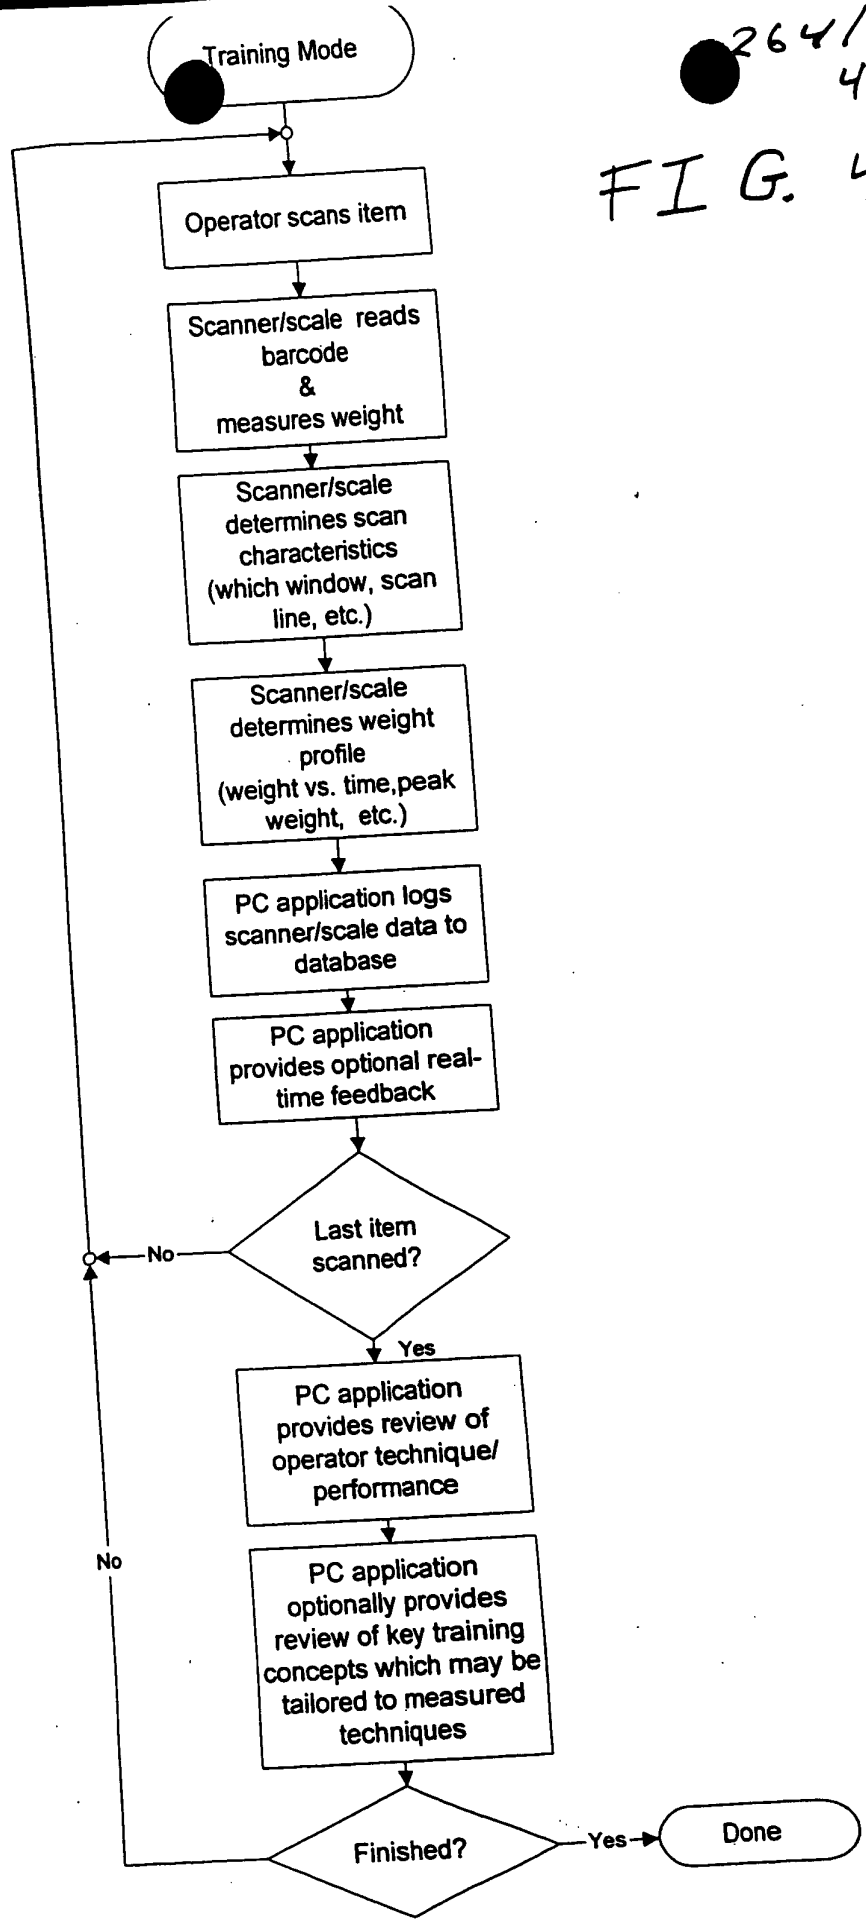 Training Mode
264/
4
FIG. 4
Operator scans item
Scanner/scale reads
barcode
&
measures weight
Scanner/scale
determines scan
characteristics
(which window, scan
line, etc.)
Scanner/scale
determines weight
profile
(weight vs. time,peak
weight, etc.)
PC application logs
scanner/scale data to
database
PC application
provides optional real-
time feedback
Last item
scanned?
No
Yes
PC application
provides review of
operator technique/
performance
No
PC application
optionally provides
review of key training
concepts which may be
tailored to measured
techniques
Finished?
Yes
Done